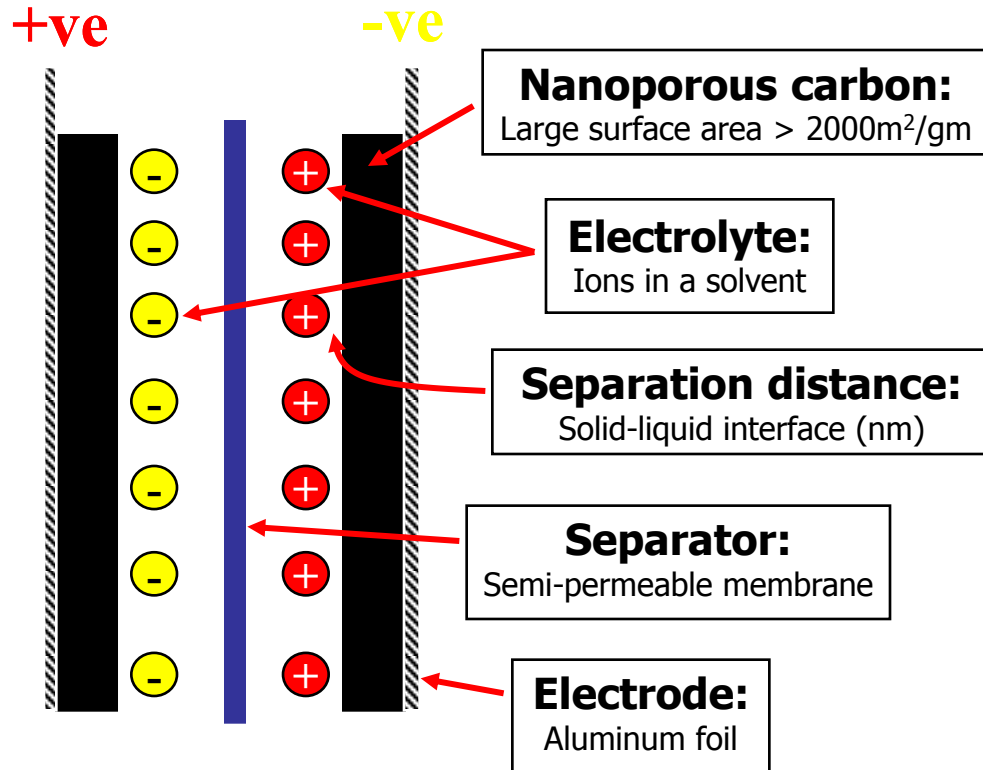 +ve
-ve
Nanoporous carbon:
Large surface area > 2000m²/gm
Electrolyte:
Ions in a solvent
Separation distance:
Solid-liquid interface (nm)
Separator:
Semi-permeable membrane
Electrode:
Aluminum foil
- +
- +
- +
- +
- +
- +
- +